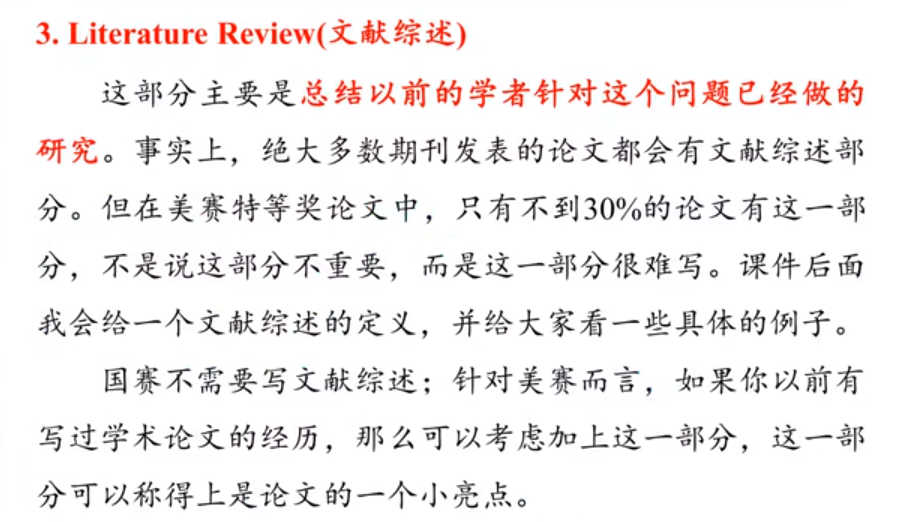 3. Literature Review(文献综述)
这部分主要是总结以前的学者针对这个问题已经做的
研究。事实上，绝大多数期刊发表的论文都会有文献综述部
分。但在美赛特等奖论文中，只有不到30%的论文有这一部
分，不是说这部分不重要，而是这一部分很难写。课件后面
我会给一个文献综述的定义，并给大家看一些具体的例子。
国赛不需要写文献综述；针对美赛而言，如果你以前有
写过学术论文的经历，那么可以考虑加上这一部分，这一部
分可以称得上是论文的一个小亮点。